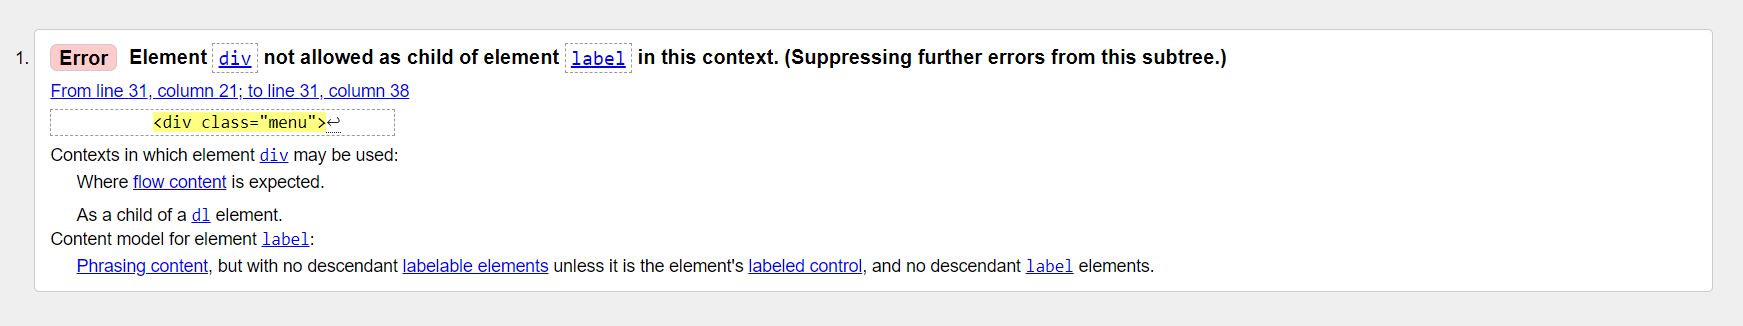 1. Error Element div not allowed as child of element label in this context. (Suppressing further errors from this subtree.)
From line 31, column 21; to line 31, column 38
<div class="menu">↩
Contexts in which element div may be used:
Where flow content is expected.
As a child of a dl element.
Content model for element label:
Phrasing content, but with no descendant labelable elements unless it is the element's labeled control, and no descendant label elements.